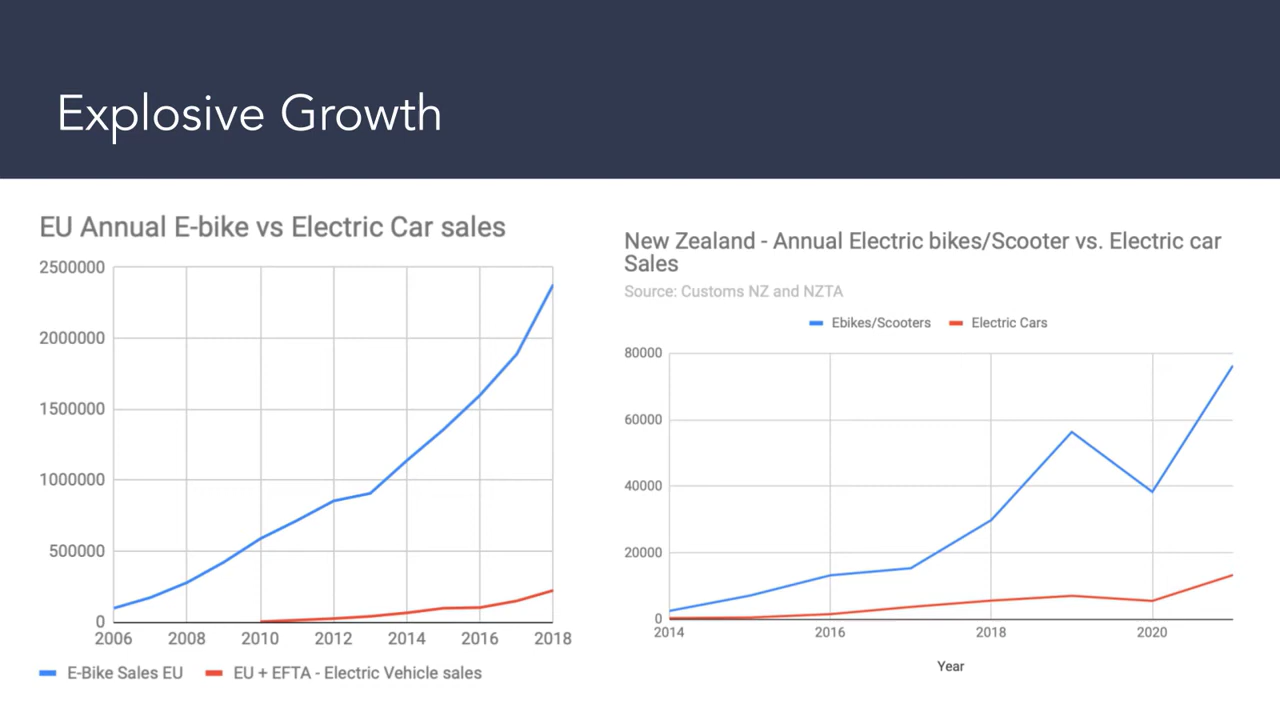 Explosive Growth
EU Annual E-bike vs Electric Car sales
2500000
2000000
1500000
1000000
500000
0
2006 2008 2010 2012 2014 2016 2018
E-Bike Sales EU EU + EFTA - Electric Vehicle sales
New Zealand - Annual Electric bikes/Scooter vs. Electric car
Sales
Source: Customs NZ and NZTA
Ebikes/Scooters Electric Cars
80000
60000
40000
20000
0
2014 2016 2018 2020
Year